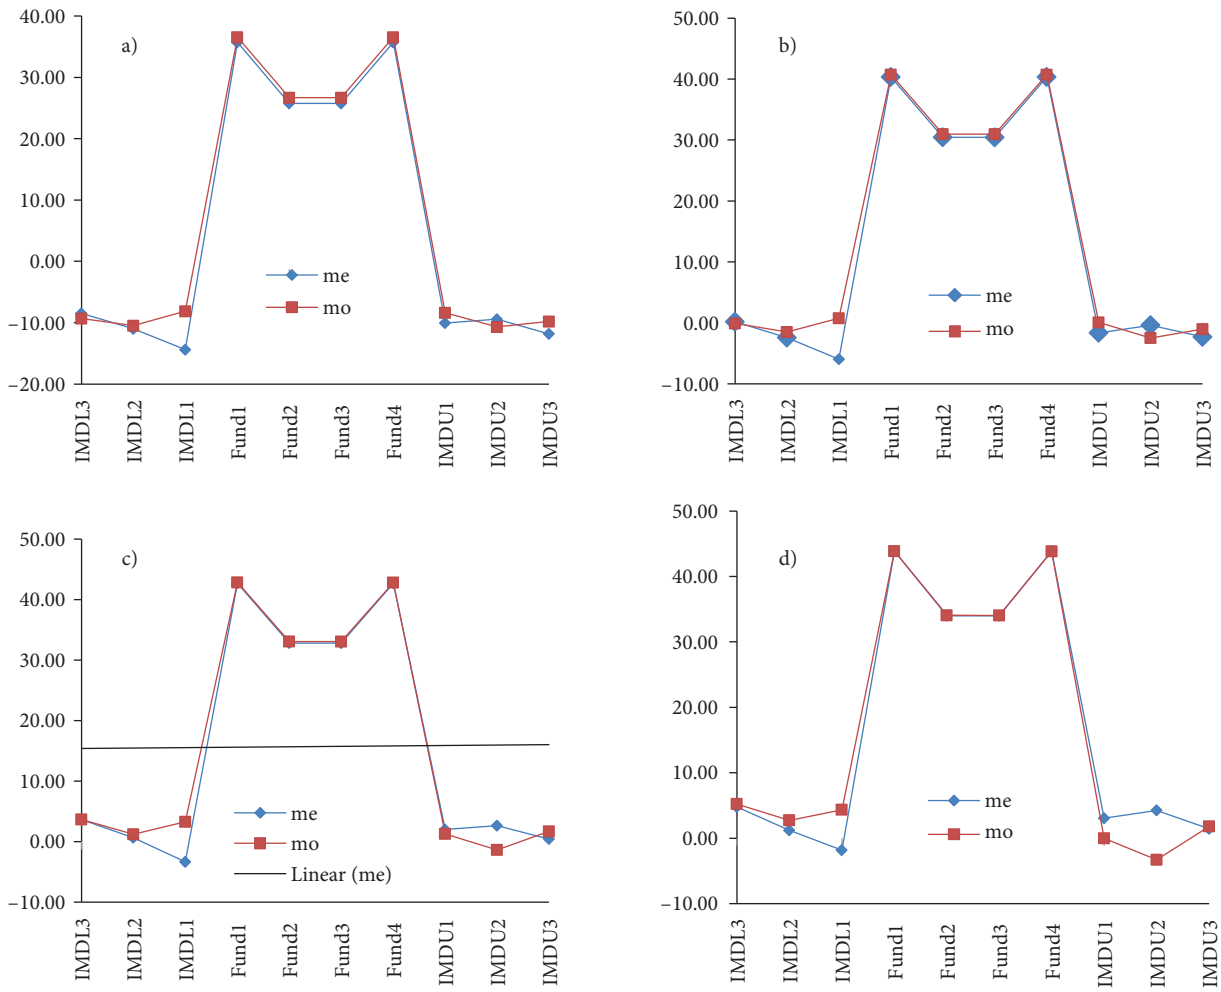 a)
40.00
30.00
20.00
10.00
0.00
–10.00
–20.00
me
mo
IMDL3
IMDL2
IMDL1
Fund1
Fund2
Fund3
Fund4
IMDU1
IMDU2
IMDU3
b)
50.00
40.00
30.00
20.00
10.00
0.00
–10.00
me
mo
IMDL3
IMDL2
IMDL1
Fund1
Fund2
Fund3
Fund4
IMDU1
IMDU2
IMDU3
c)
50.00
40.00
30.00
20.00
10.00
0.00
–10.00
me
mo
Linear (me)
IMDL3
IMDL2
IMDL1
Fund1
Fund2
Fund3
Fund4
IMDU1
IMDU2
IMDU3
d)
50.00
40.00
30.00
20.00
10.00
0.00
–10.00
me
mo
IMDL3
IMDL2
IMDL1
Fund1
Fund2
Fund3
Fund4
IMDU1
IMDU2
IMDU3